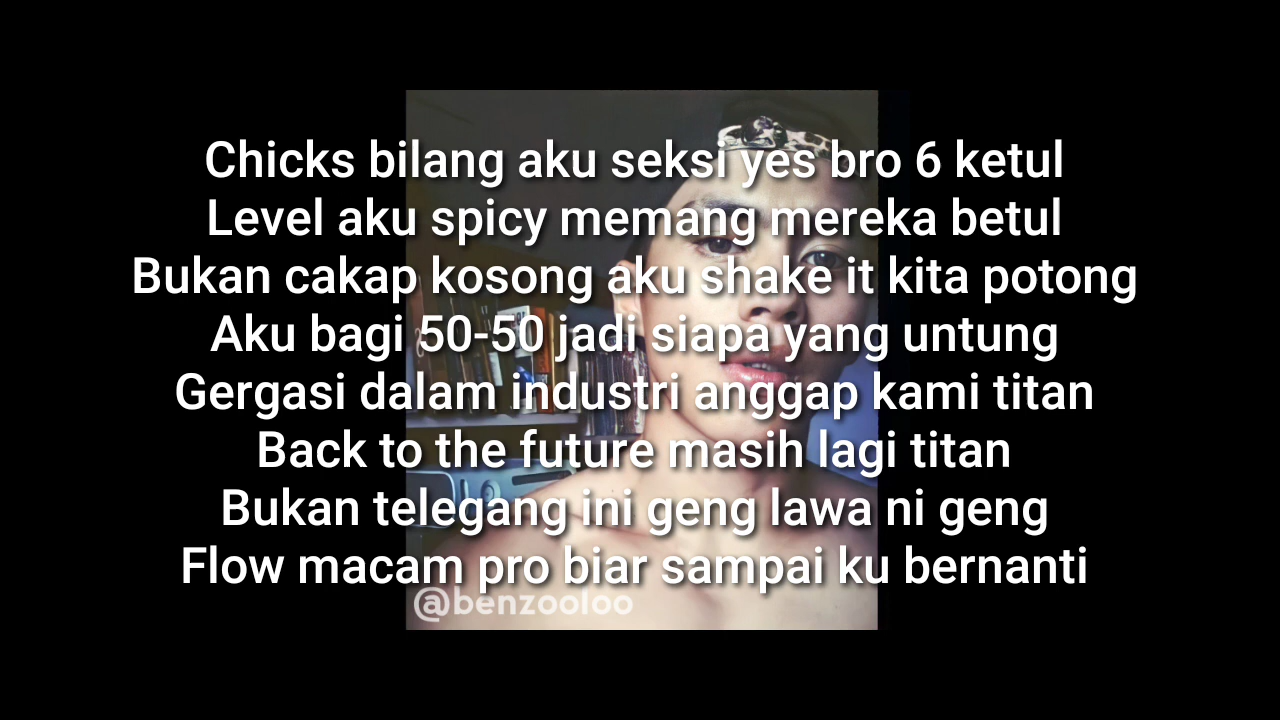 Chicks bilang aku seksi yes bro 6 ketul
Level aku spicy memang mereka betul
Bukan cakap kosong aku shake it kita potong
Aku bagi 50-50 jadi siapa yang untung
Gergasi dalam industri anggap kami titan
Back to the future masih lagi titan
Bukan telegang ini geng lawa ni geng
Flow macam pro biar sampai ku bernanti
@benzooloo